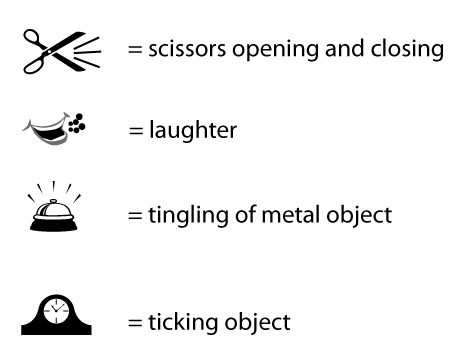 = scissors opening and closing
= laughter
= tingling of metal object
= ticking object